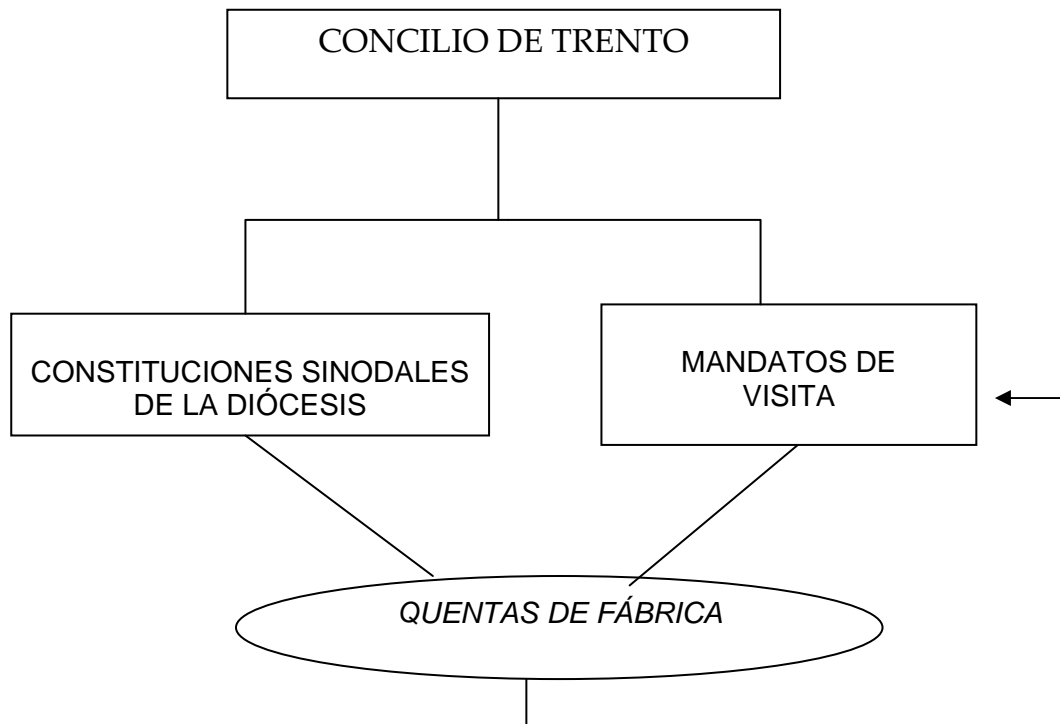 CONCILIO DE TRENTO
CONSTITUCIONES SINODALES
DE LA DIÓCESIS
MANDATOS DE
VISITA
QUENTAS DE FÁBRICA